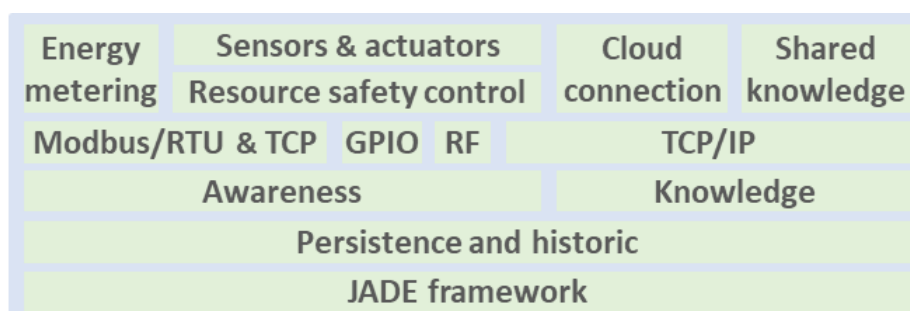 Energy
metering
Sensors & actuators
Resource safety control
Cloud
connection
Shared
knowledge
Modbus/RTU & TCP
GPIO
RF
TCP/IP
Awareness
Knowledge
Persistence and historic
JADE framework